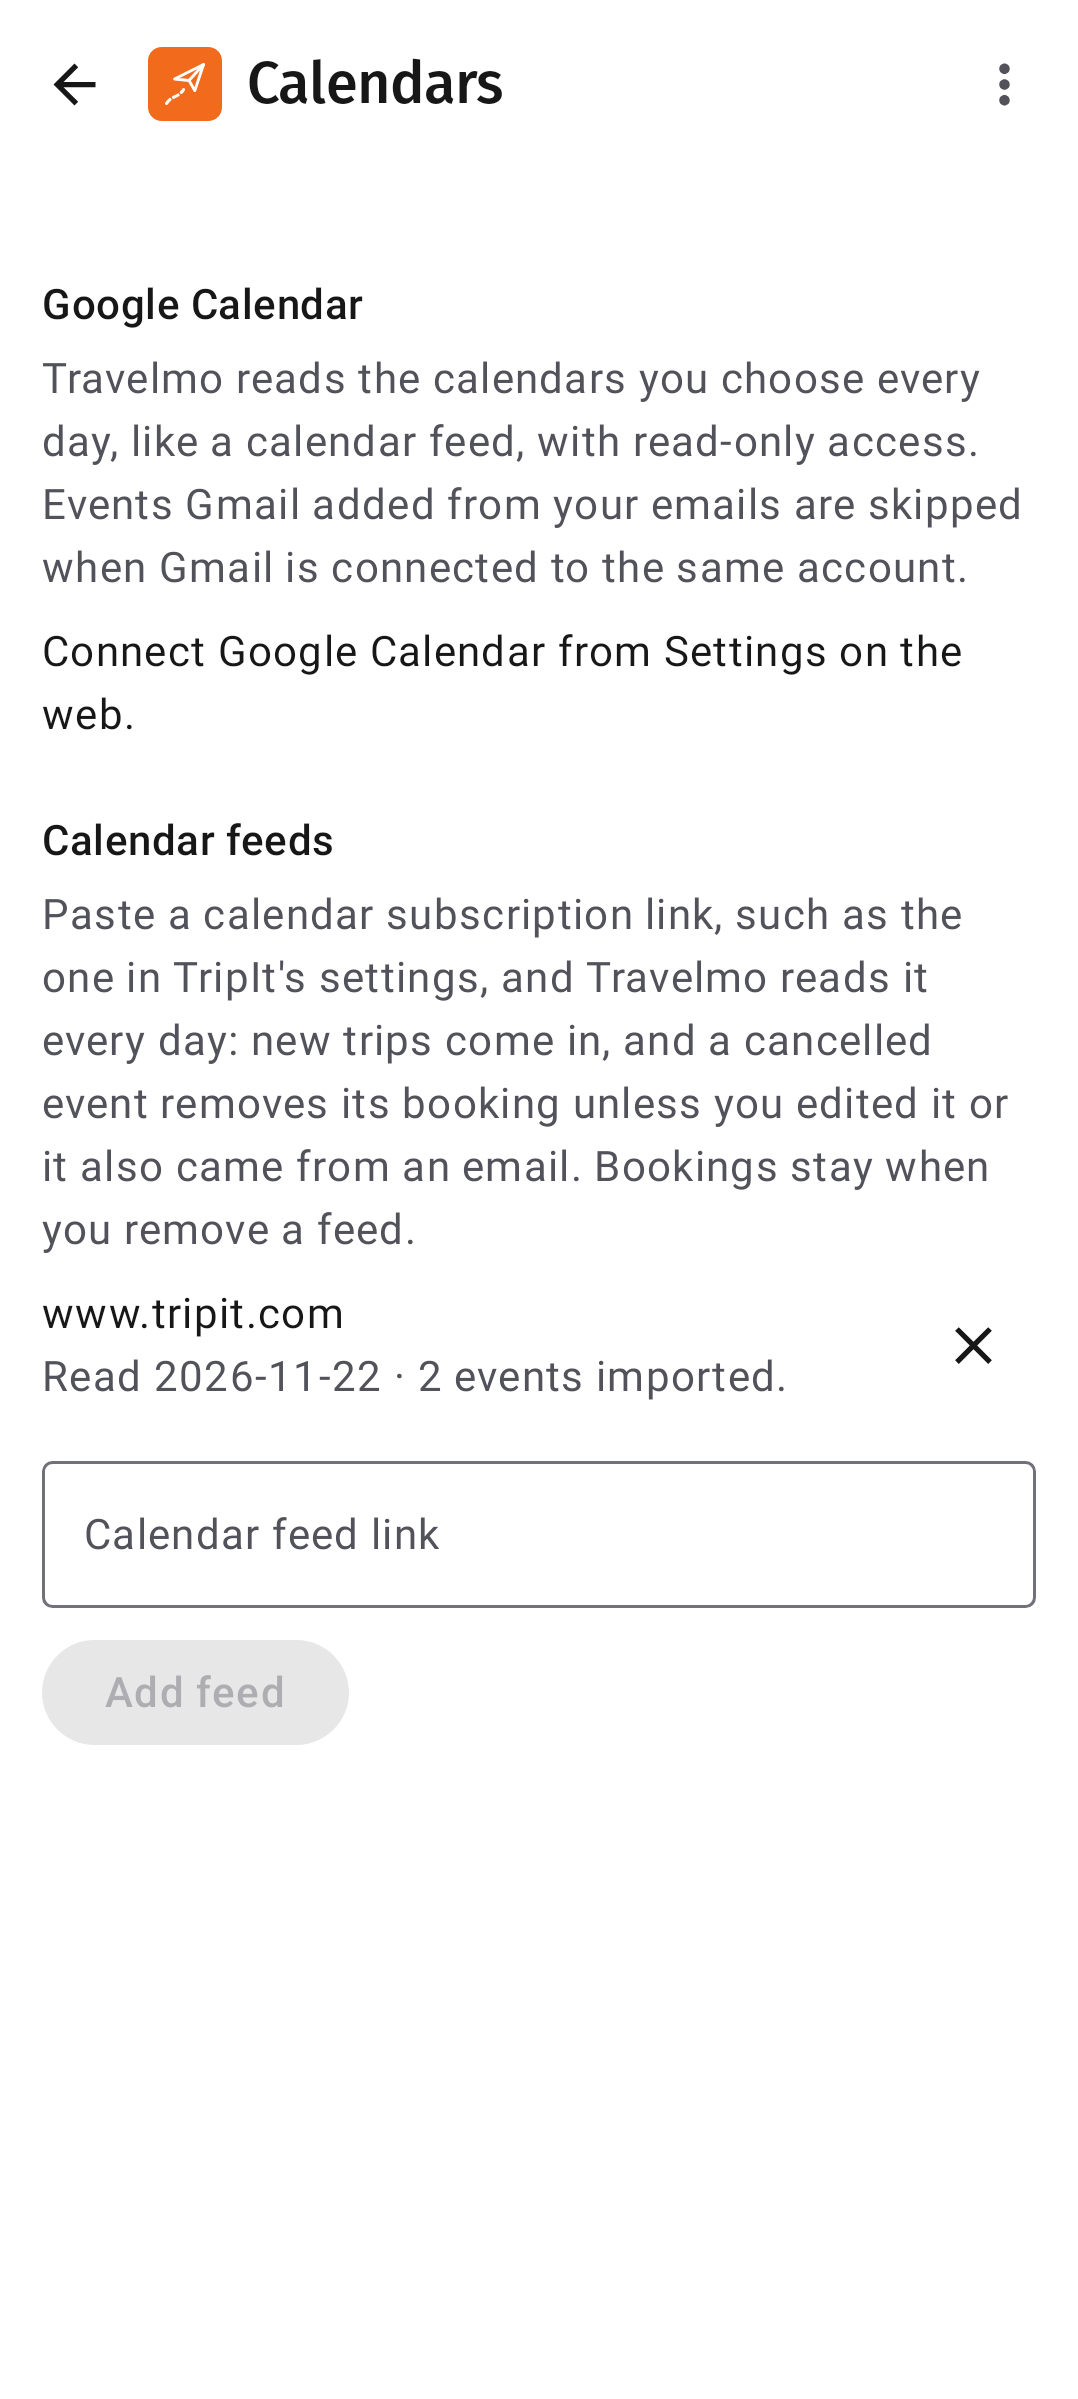 Calendars
Google Calendar
Travelmo reads the calendars you choose every
day, like a calendar feed, with read-only access.
Events Gmail added from your emails are skipped
when Gmail is connected to the same account.
Connect Google Calendar from Settings on the
web.
Calendar feeds
Paste a calendar subscription link, such as the
one in TripIt's settings, and Travelmo reads it
every day: new trips come in, and a cancelled
event removes its booking unless you edited it or
it also came from an email. Bookings stay when
you remove a feed.
www.tripit.com
Read 2026-11-22 · 2 events imported.
Calendar feed link
Add feed